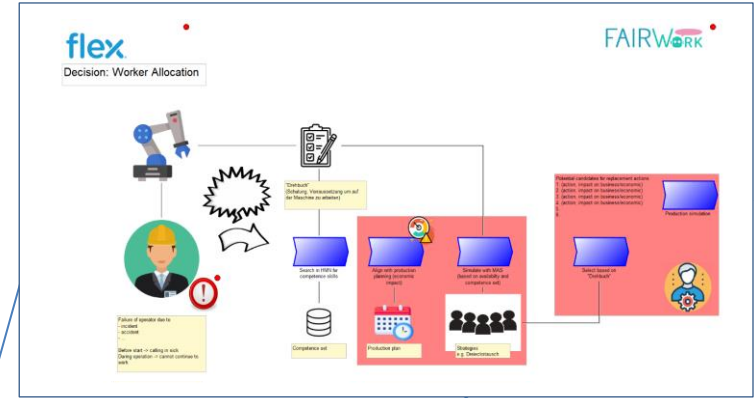 flex
FAIRWORK
Decision: Worker Allocation
"Drehbuch"
(Schulung, Vorraussetzung um auf
der Maschine zu arbeiten)
Potential candidates for replacement actions
1. (action, impact on business/economic)
2. (action, impact on business/economic)
3. (action, impact on business/economic)
4. (action, impact on business/economic)
5.
6.
Production simulation
Search in HMN for
competence skills
Align with production
planning (economic
impact)
Simulate with MAS
(based on availability and
competence set)
Select based on
"Drehbuch"
Failure of operator due to
- incident
- accident
- ...
Before start -> calling in sick
During operation -> cannot continue to
work
Competence set
Production plan
Strategies
e.g. Direkttausch